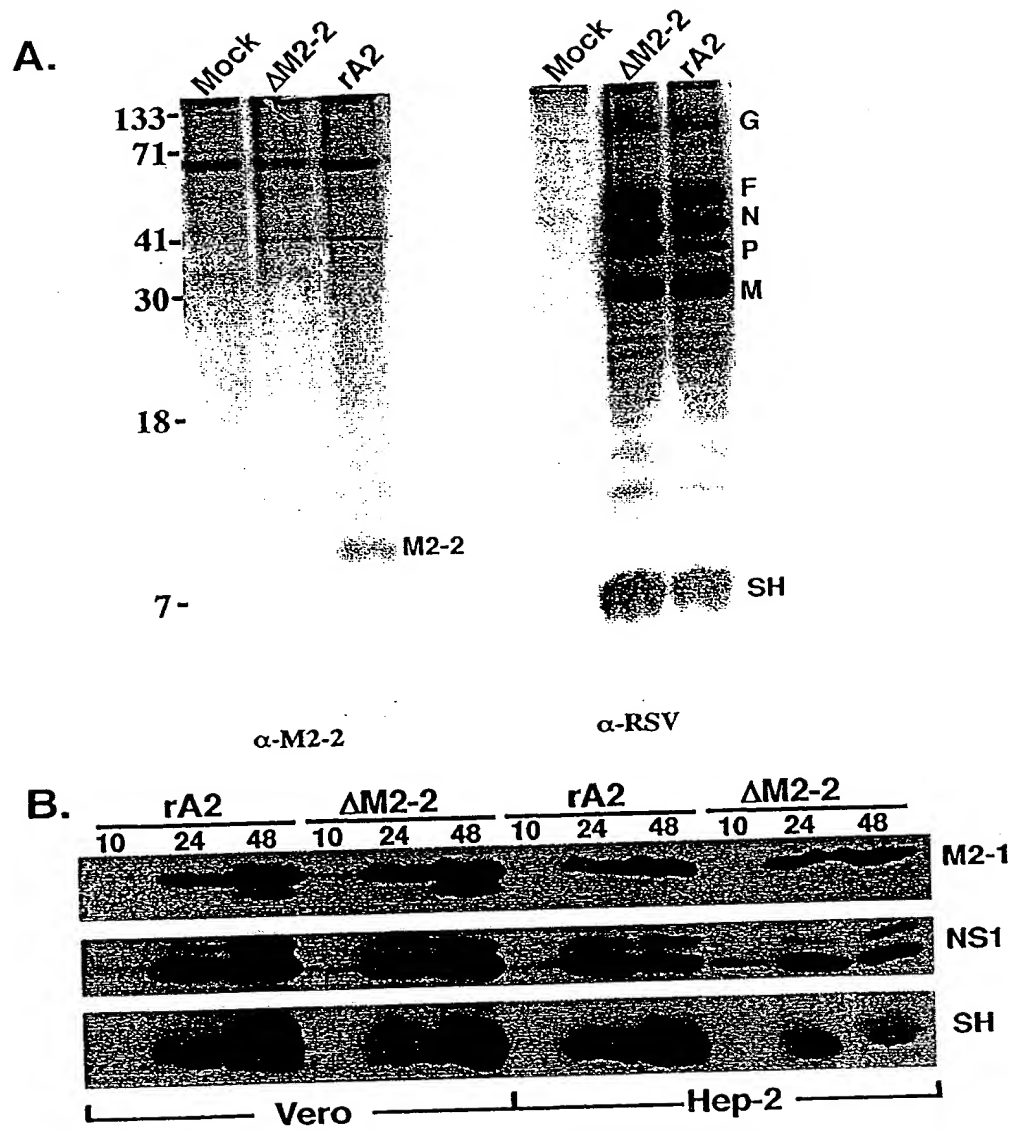 A.
Mock ΔM2-2 rA2
Mock ΔM2-2 rA2
133-
71-
41-
30-
18-
7-
M2-2
G
F
N
P
M
SH
α-M2-2
α-RSV
B.
rA2 ΔM2-2 rA2 ΔM2-2
10 24 48 10 24 48 10 24 48 10 24 48
M2-1
NS1
SH
Vero Hep-2